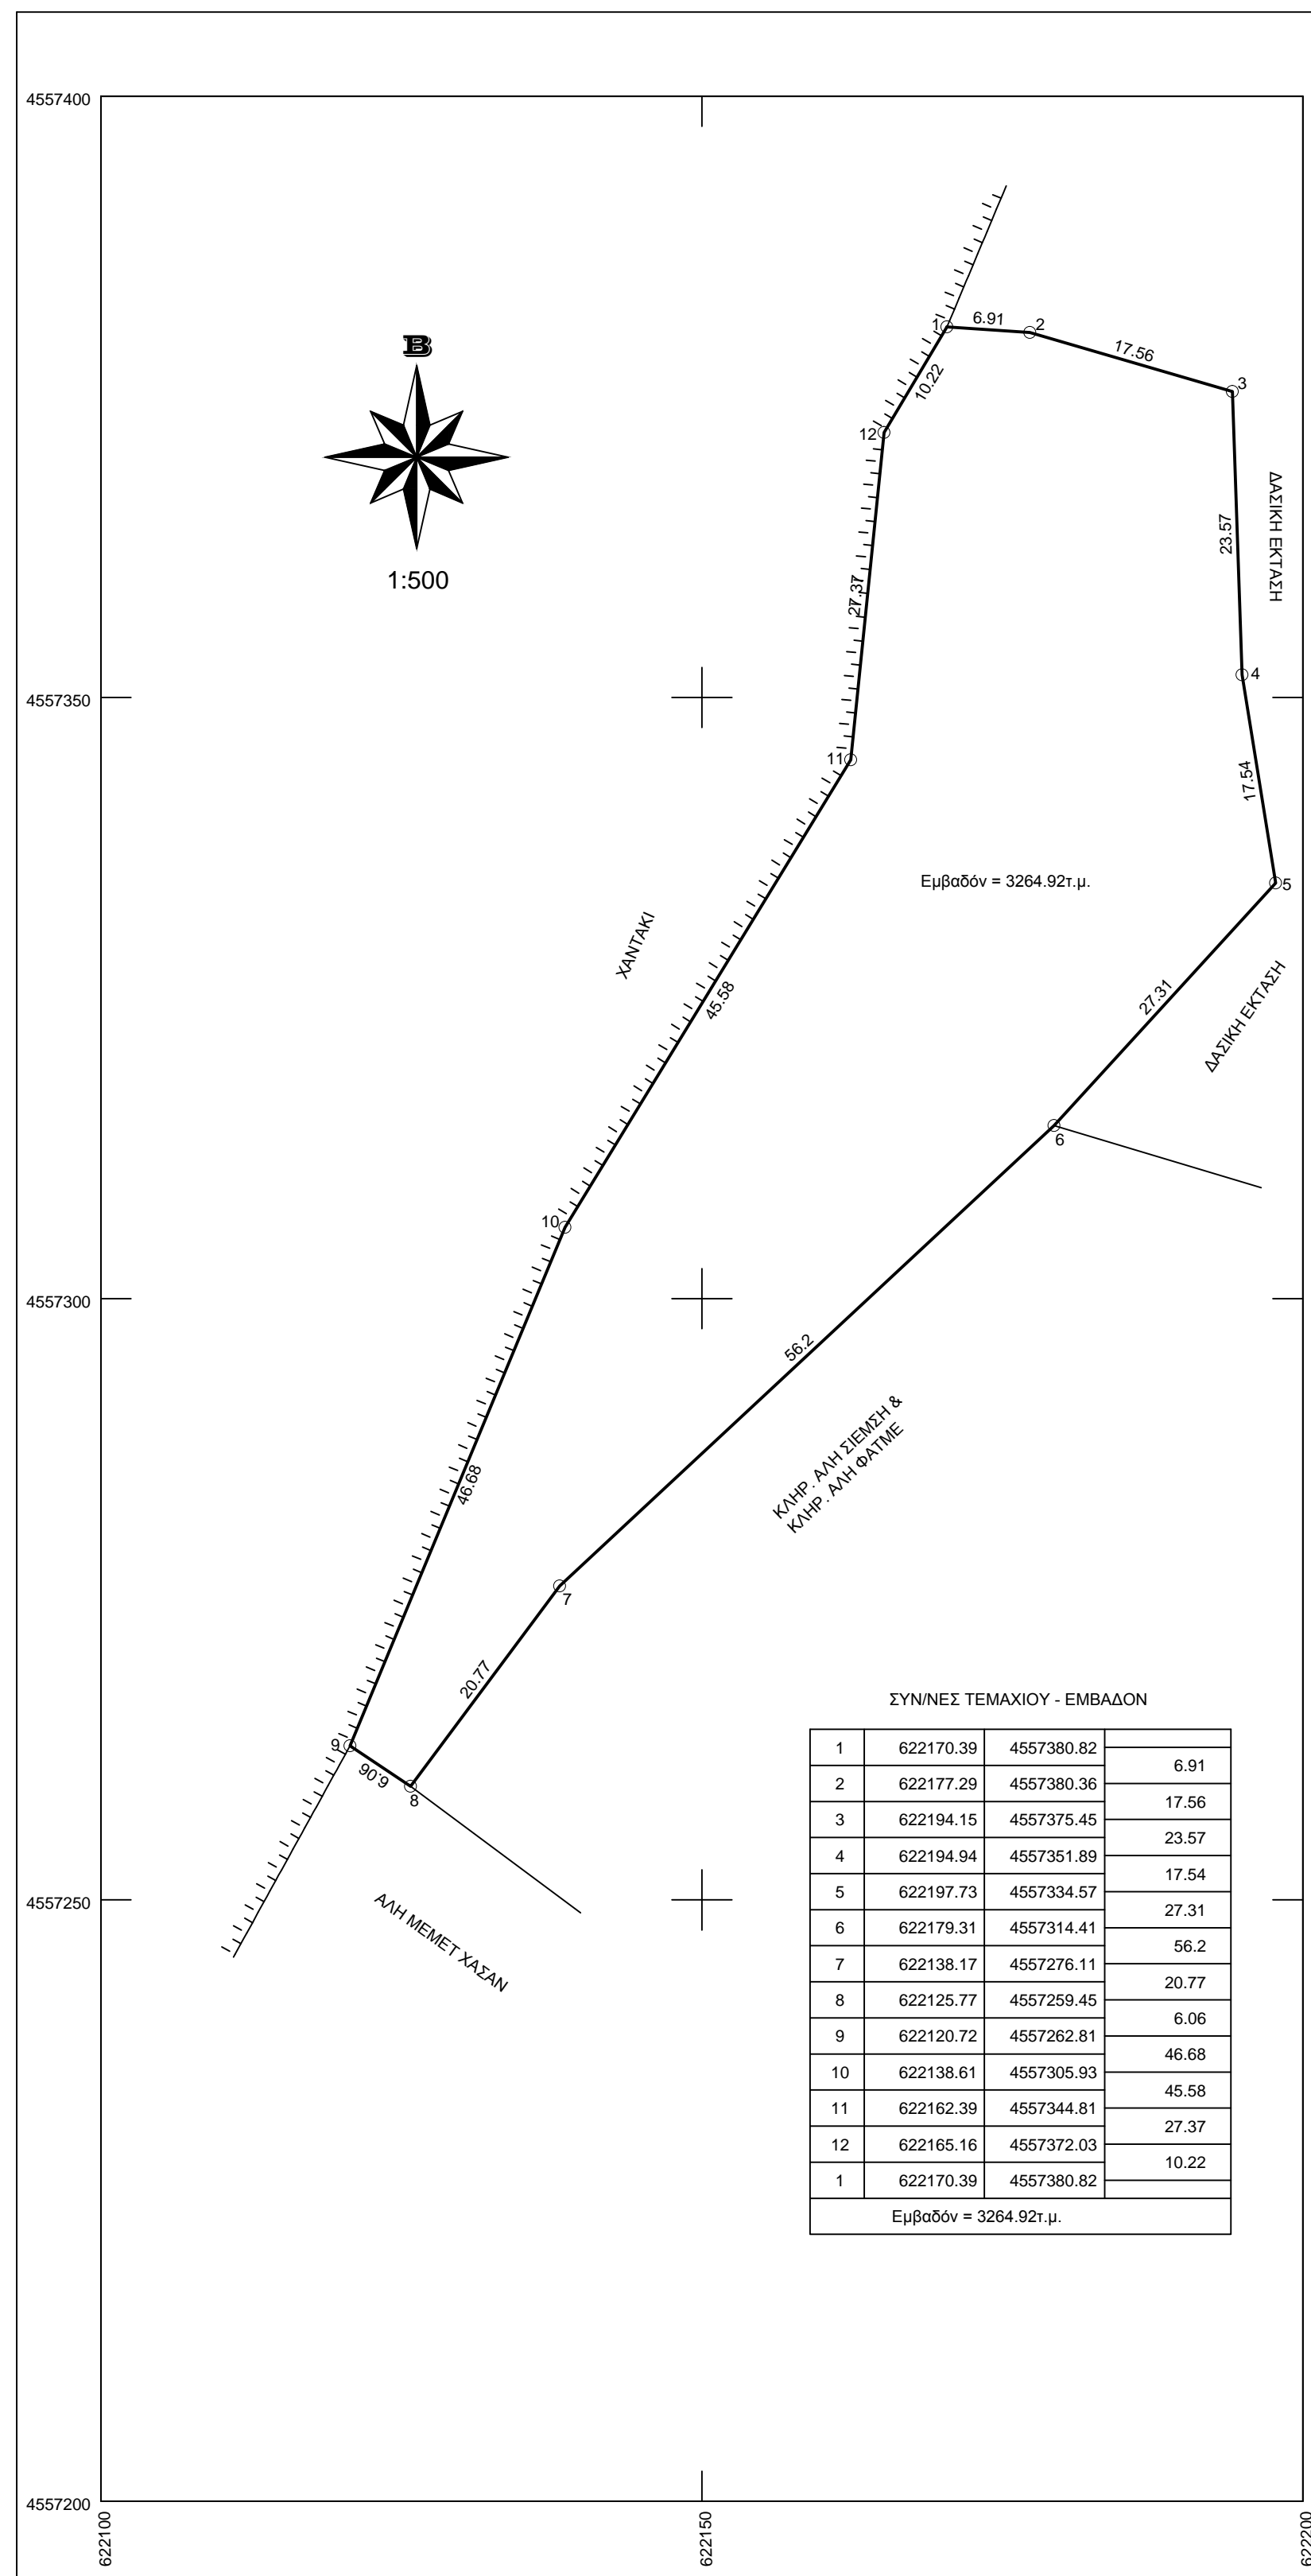 4557400
B
1:500
1
6.91
2
17.56
3
10.22
12
ΔΑΣΙΚΗ ΕΚΤΑΣΗ
23.57
27.37
4
4557350
11
17.54
Εμβαδόν = 3264.92τ.μ.
5
ΧΑΝΤΑΚΙ
45.58
27.31
ΔΑΣΙΚΗ ΕΚΤΑΣΗ
6
10
4557300
56.2
ΚΛΗΡ. ΑΛΗ ΣΙΕΜΣΗ &
ΚΛΗΡ. ΑΛΗ ΦΑΤΜΕ
46.68
7
20.77
9
6.06
8
4557250
ΑΛΗ ΜΕΜΕΤ ΧΑΣΑΝ
ΣΥΝ/ΝΕΣ ΤΕΜΑΧΙΟΥ - ΕΜΒΑΔΟΝ
1 622170.39 4557380.82
6.91
2 622177.29 4557380.36
17.56
3 622194.15 4557375.45
23.57
4 622194.94 4557351.89
17.54
5 622197.73 4557334.57
27.31
6 622179.31 4557314.41
56.2
7 622138.17 4557276.11
20.77
8 622125.77 4557259.45
6.06
9 622120.72 4557262.81
46.68
10 622138.61 4557305.93
45.58
11 622162.39 4557344.81
27.37
12 622165.16 4557372.03
10.22
1 622170.39 4557380.82
Εμβαδόν = 3264.92τ.μ.
4557200
622100
622150
622200